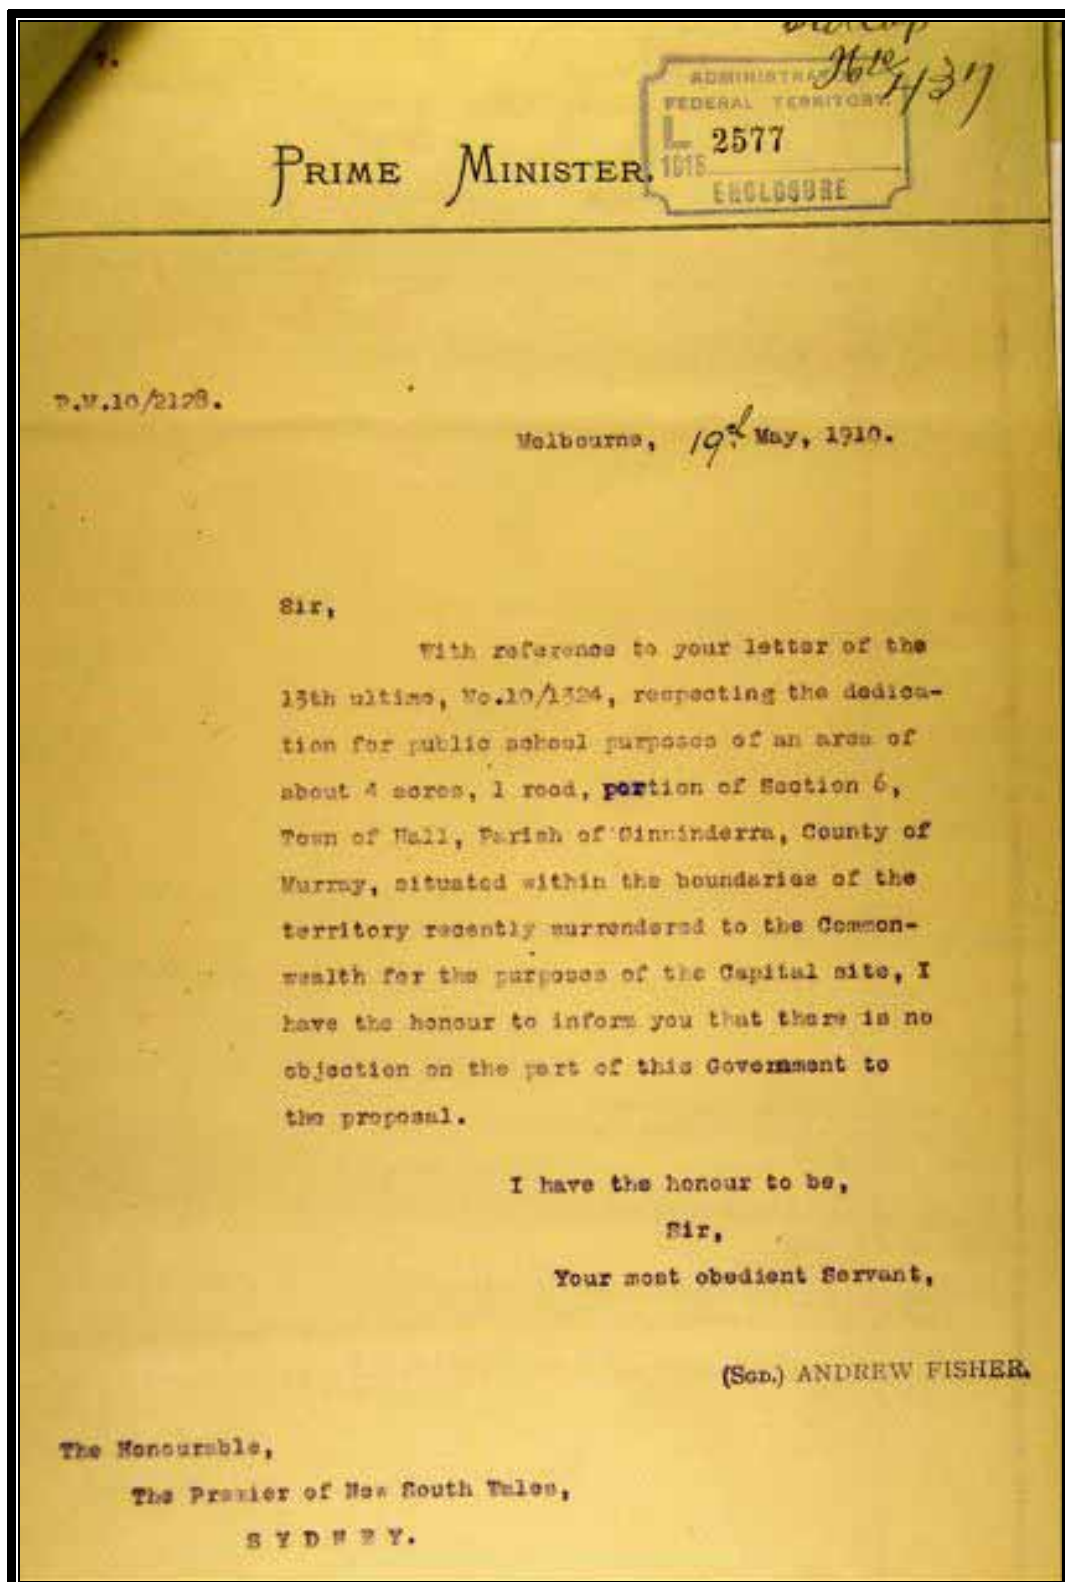 437
ADMINISTRATION
FEDERAL TERRITORY.
L 2577
ENCLOSURE
PRIME MINISTER.
P.M.10/2128.
Melbourne, 19th May, 1910.
Sir,
With reference to your letter of the
13th ultimo, No.10/1324, respecting the dedica-
tion for public school purposes of an area of
about 4 acres, 1 rood, portion of Section 6,
Town of Hall, Parish of Ginninderra, County of
Murray, situated within the boundaries of the
territory recently surrendered to the Common-
wealth for the purposes of the Capital site, I
have the honour to inform you that there is no
objection on the part of this Government to
the proposal.
I have the honour to be,
Sir,
Your most obedient Servant,
(SGD.) ANDREW FISHER.
The Honourable,
The Premier of New South Wales,
SYDNEY.